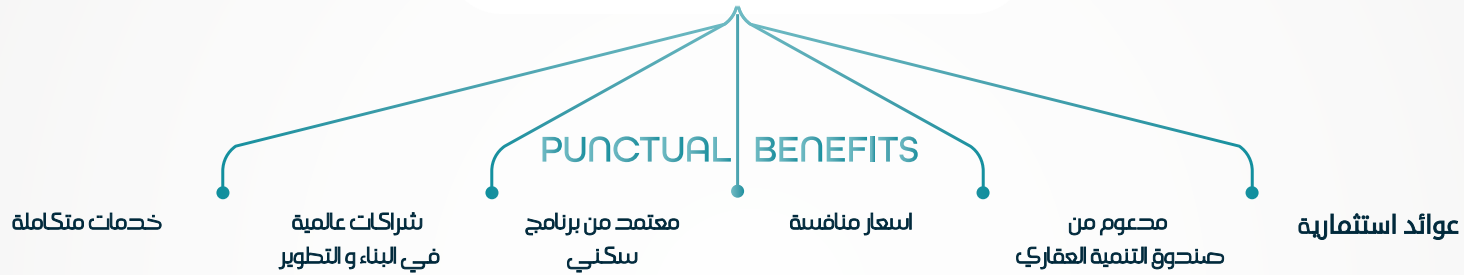 PUNCTUAL BENEFITS
عوائد استثمارية
مدعوم من
صندوق التنمية العقاري
اسعار منافسة
معتمد من برنامج
سكني
شراكات عالمية
في البناء و التطوير
خدمات متكاملة